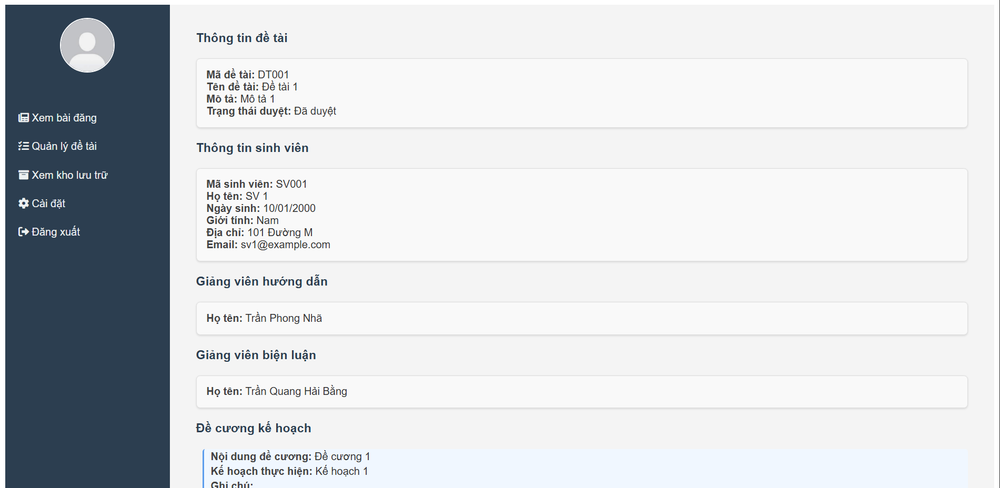 Xem bài đăng
Quản lý đề tài
Xem kho lưu trữ
Cài đặt
Đăng xuất
Thông tin đề tài
Mã đề tài: DT001
Tên đề tài: Đề tài 1
Mô tả: Mô tả 1
Trạng thái duyệt: Đã duyệt
Thông tin sinh viên
Mã sinh viên: SV001
Họ tên: SV 1
Ngày sinh: 10/01/2000
Giới tính: Nam
Địa chỉ: 101 Đường M
Email: sv1@example.com
Giảng viên hướng dẫn
Họ tên: Trần Phong Nhã
Giảng viên biện luận
Họ tên: Trần Quang Hải Bằng
Đề cương kế hoạch
Nội dung đề cương: Đề cương 1
Kế hoạch thực hiện: Kế hoạch 1
Ghi chú: